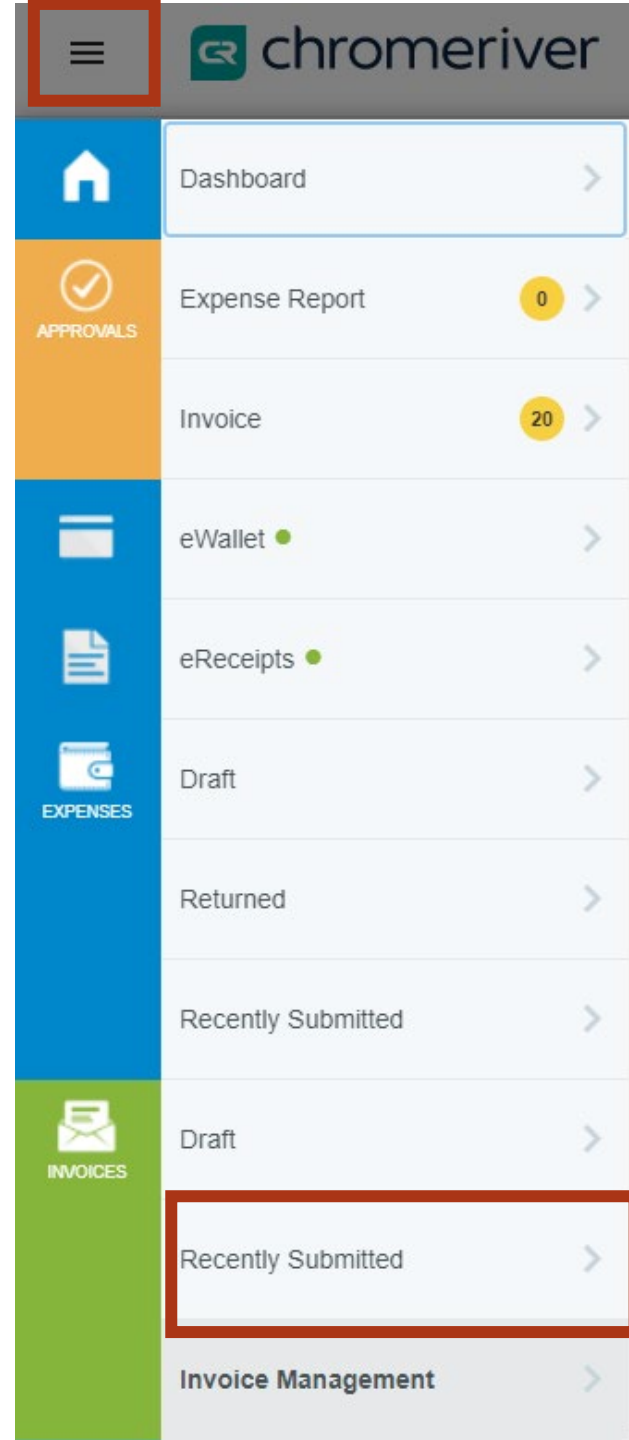 CR chromeriver
Dashboard
APPROVALS
Expense Report 0
Invoice 20
eWallet
eReceipts
EXPENSES
Draft
Returned
Recently Submitted
INVOICES
Draft
Recently Submitted
Invoice Management